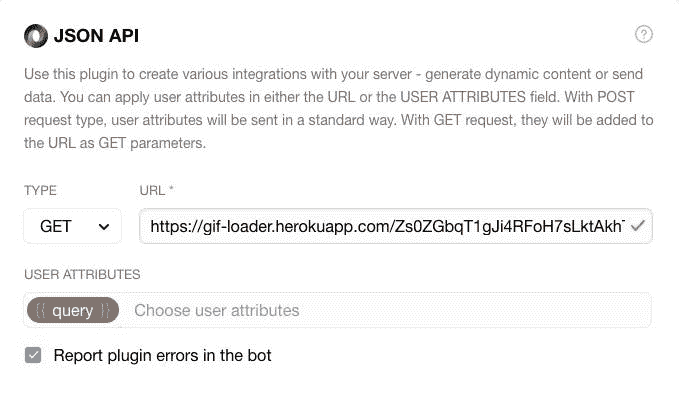 JSON API
Use this plugin to create various integrations with your server - generate dynamic content or send
data. You can apply user attributes in either the URL or the USER ATTRIBUTES field. With POST
request type, user attributes will be sent in a standard way. With GET request, they will be added to
the URL as GET parameters.
TYPE
URL *
GET
https://gif-loader.herokuapp.com/Zs0ZGbqT1gJi4RFoH7sLktAkh
USER ATTRIBUTES
{{ query }} Choose user attributes
Report plugin errors in the bot